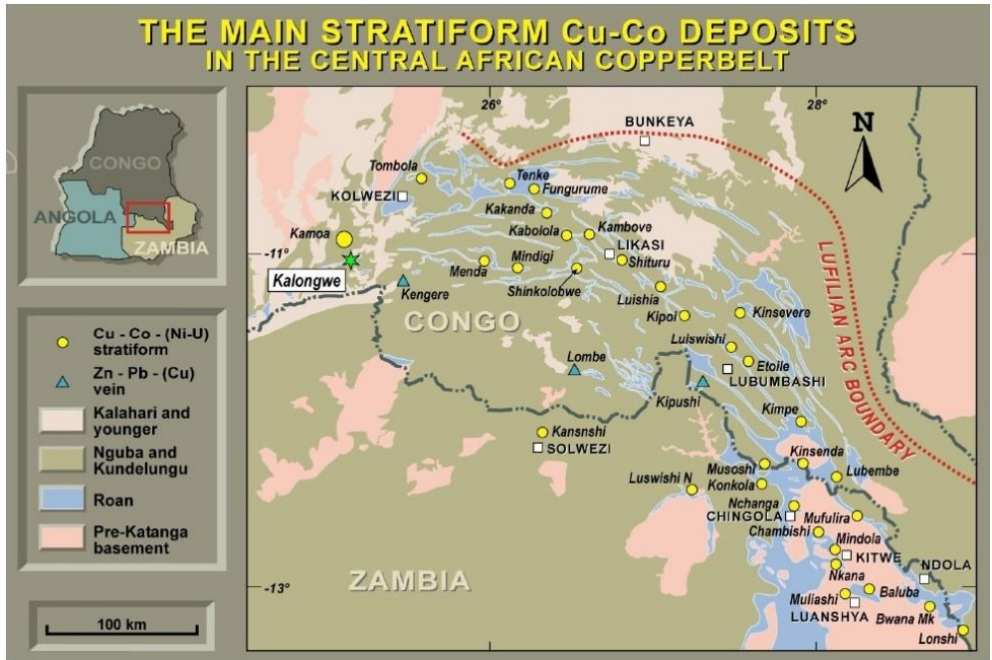 THE MAIN STRATIFORM Cu-Co DEPOSITS
IN THE CENTRAL AFRICAN COPPERBELT
CONGO
ANGOLA
ZAMBIA
Cu - Co - (Ni-U)
stratiform
Zn - Pb - (Cu)
vein
Kalahari and
younger
Nguba and
Kundelungu
Roan
Pre-Katanga
basement
100 km
26°
28°
N
BUNKEYA
Tombola
Tenke
KOLWEZI
Fungurume
Kakanda
Kamoa
Kabolola
Kambove
LIKASI
-11°
Mindigi
Shituru
Kalongwe
Menda
Shinkolobwe
Kengere
Luishia
CONGO
Kipoi
Kinsevere
LUFILIAN ARC BOUNDARY
Luiswishi
Lombe
Etoile
LUBUMBASHI
Kipushi
Kimpe
Kansnshi
SOLWEZI
Kinsenda
Musoshi
Lubembe
Luswishi N
Konkola
Nchanga
CHINGOLA
Mufulira
Chambishi
Mindola
KITWE
NDOLA
-13°
ZAMBIA
Nkana
Baluba
Muliashi
LUANSHYA
Bwana Mk
Lonshi